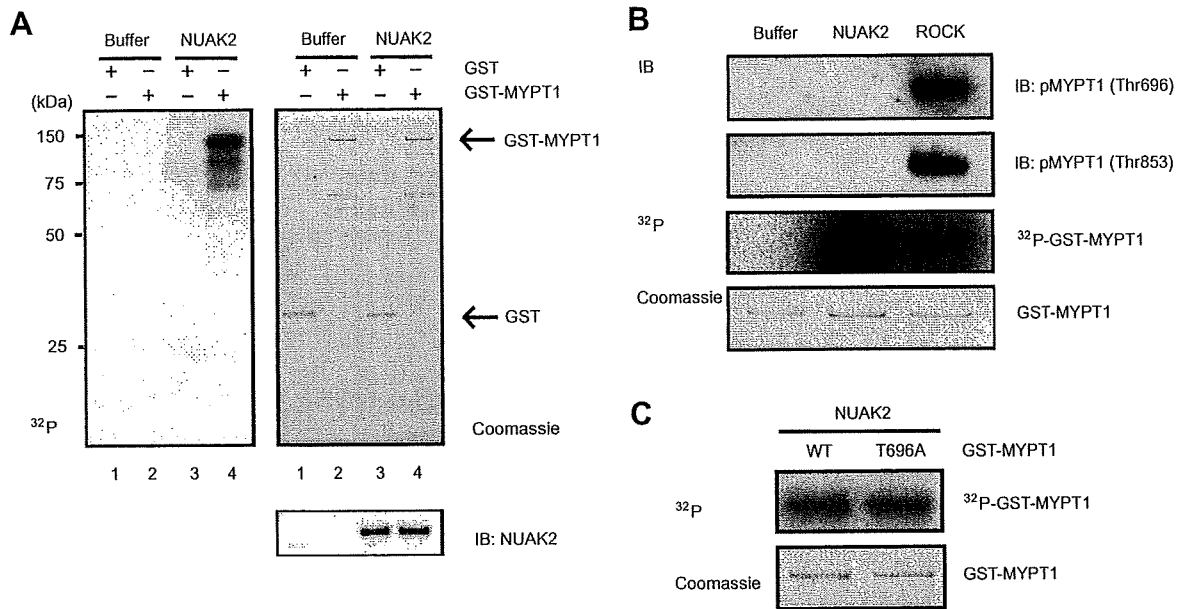 A
Buffer NUAK2 Buffer NUAK2
+ − + − + − + − GST
− + − + − + − + GST-MYPT1
(kDa)
150
75
50
25
GST-MYPT1
GST
32P
Coomassie
1 2 3 4 1 2 3 4
IB: NUAK2
B
Buffer NUAK2 ROCK
IB
IB: pMYPT1 (Thr696)
IB: pMYPT1 (Thr853)
32P
32P-GST-MYPT1
Coomassie
GST-MYPT1
C
NUAK2
WT T696A GST-MYPT1
32P
32P-GST-MYPT1
Coomassie
GST-MYPT1